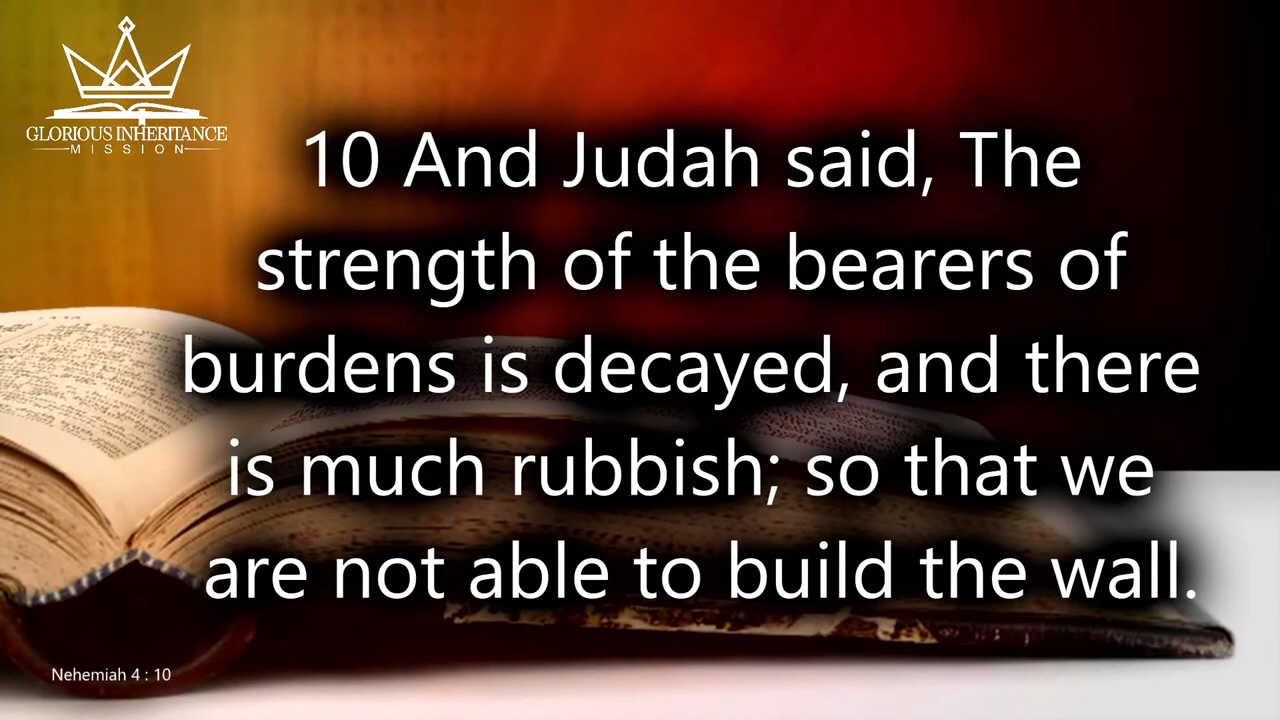 GLORIOUS INHERITANCE
MISSION
10 And Judah said, The
strength of the bearers of
burdens is decayed, and there
is much rubbish; so that we
are not able to build the wall.
Nehemiah 4 : 10